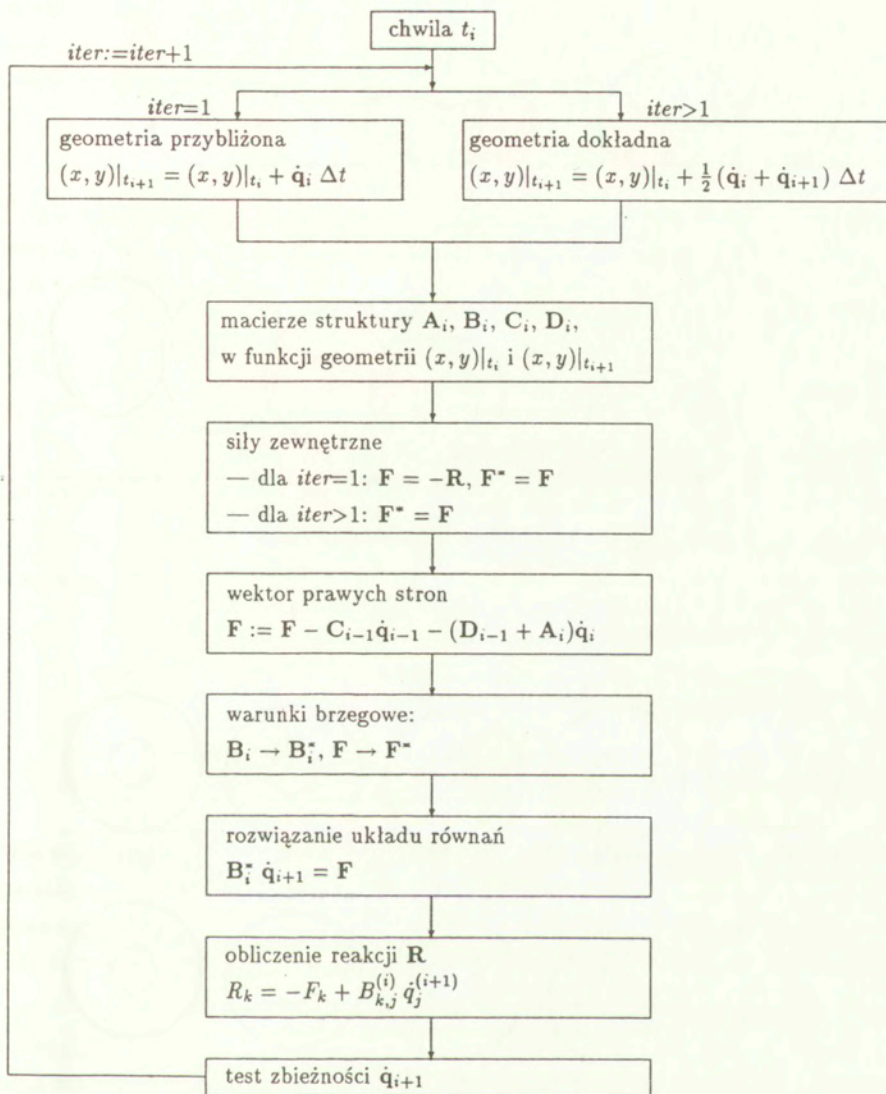 chwila t_i
iter:=iter+1
iter=1
iter>1
geometria przybliżona
(x, y)|_{t_{i+1}} = (x, y)|_{t_i} + q̇_i Δt
geometria dokładna
(x, y)|_{t_{i+1}} = (x, y)|_{t_i} + ½ (q̇_i + q̇_{i+1}) Δt
macierze struktury A_i, B_i, C_i, D_i,
w funkcji geometrii (x, y)|_{t_i} i (x, y)|_{t_{i+1}}
siły zewnętrzne
— dla iter=1: F = −R, F* = F
— dla iter>1: F* = F
wektor prawych stron
F := F − C_{i−1}q̇_{i−1} − (D_{i−1} + A_i)q̇_i
warunki brzegowe:
B_i → B_i*, F → F*
rozwiązanie układu równań
B_i* q̇_{i+1} = F
obliczenie reakcji R
R_k = −F_k + B_{k,j}^{(i)} q̇_j^{(i+1)}
test zbieżności q̇_{i+1}